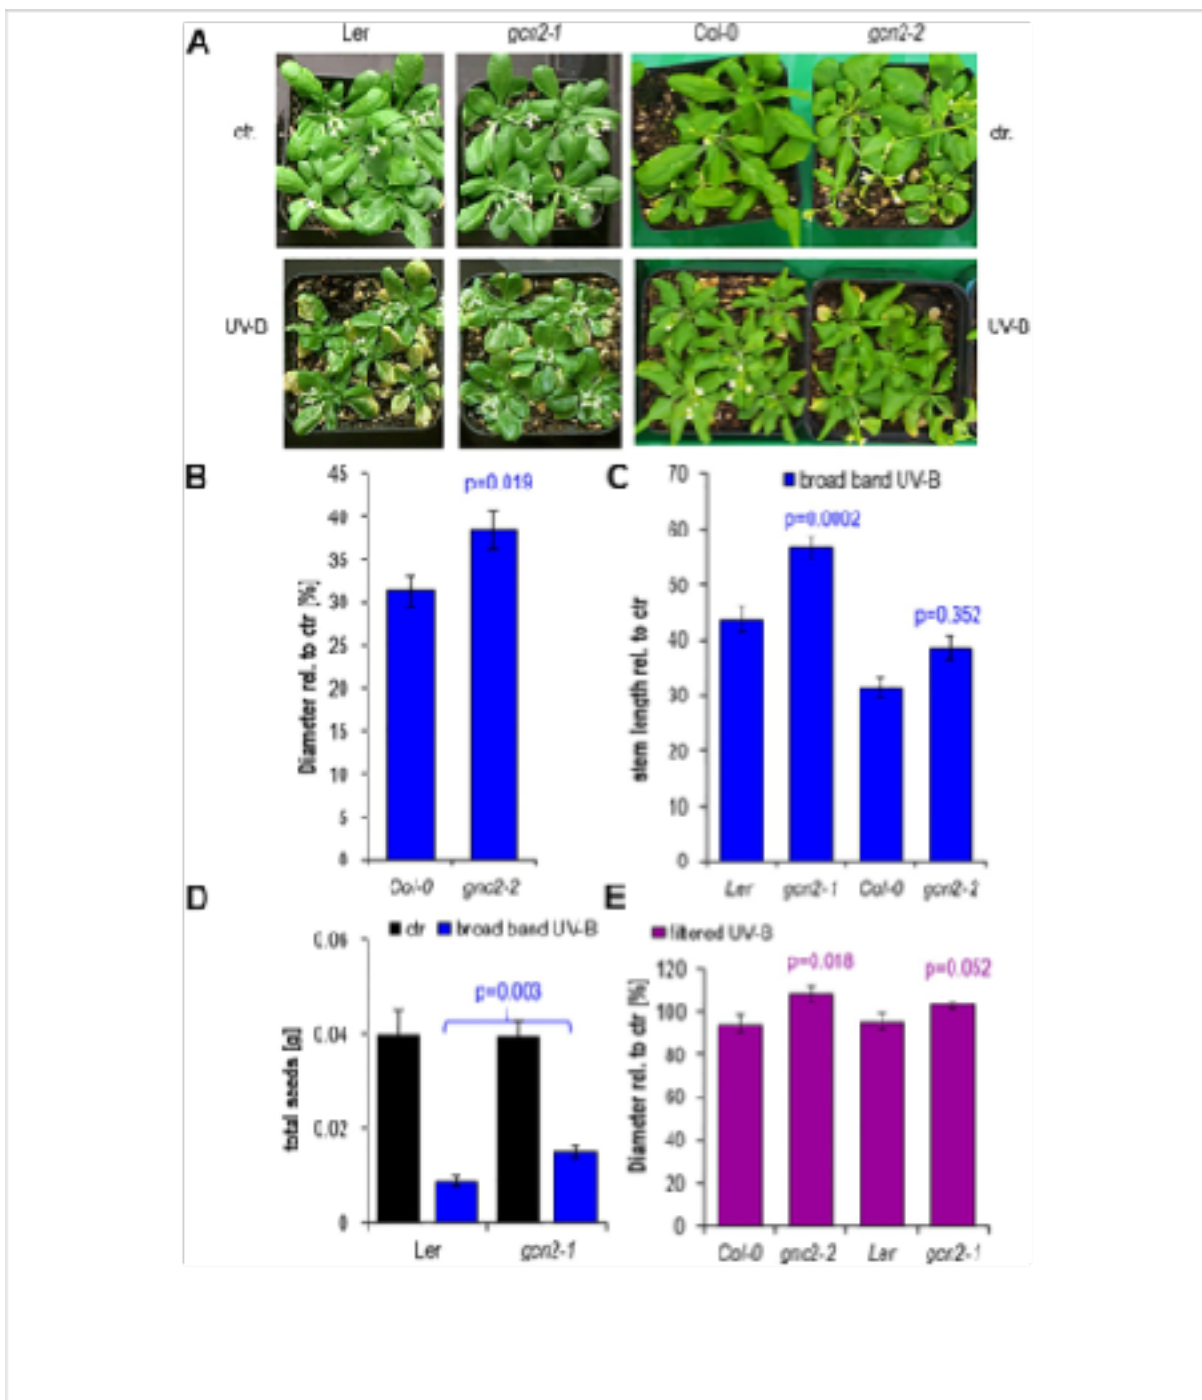 A
Ler gcn2-1 Col-0 gcn2-2
ctr. ctr.
UV-B UV-B
B
p=0.019
Diameter rel. to ctr [%]
45
40
35
30
25
20
15
10
5
0
Col-0 gnc2-2
C
broad band UV-B
p=0.0002
p=0.352
stem length rel. to ctr
70
60
50
40
30
20
10
0
Ler gcn2-1 Col-0 gcn2-2
D
ctr broad band UV-B
p=0.003
total seeds [g]
0.06
0.04
0.02
0
Ler gcn2-1
E
filtered UV-B
p=0.018
p=0.052
Diameter rel. to ctr [%]
120
100
80
60
40
20
0
Col-0 gnc2-2 Ler gcn2-1